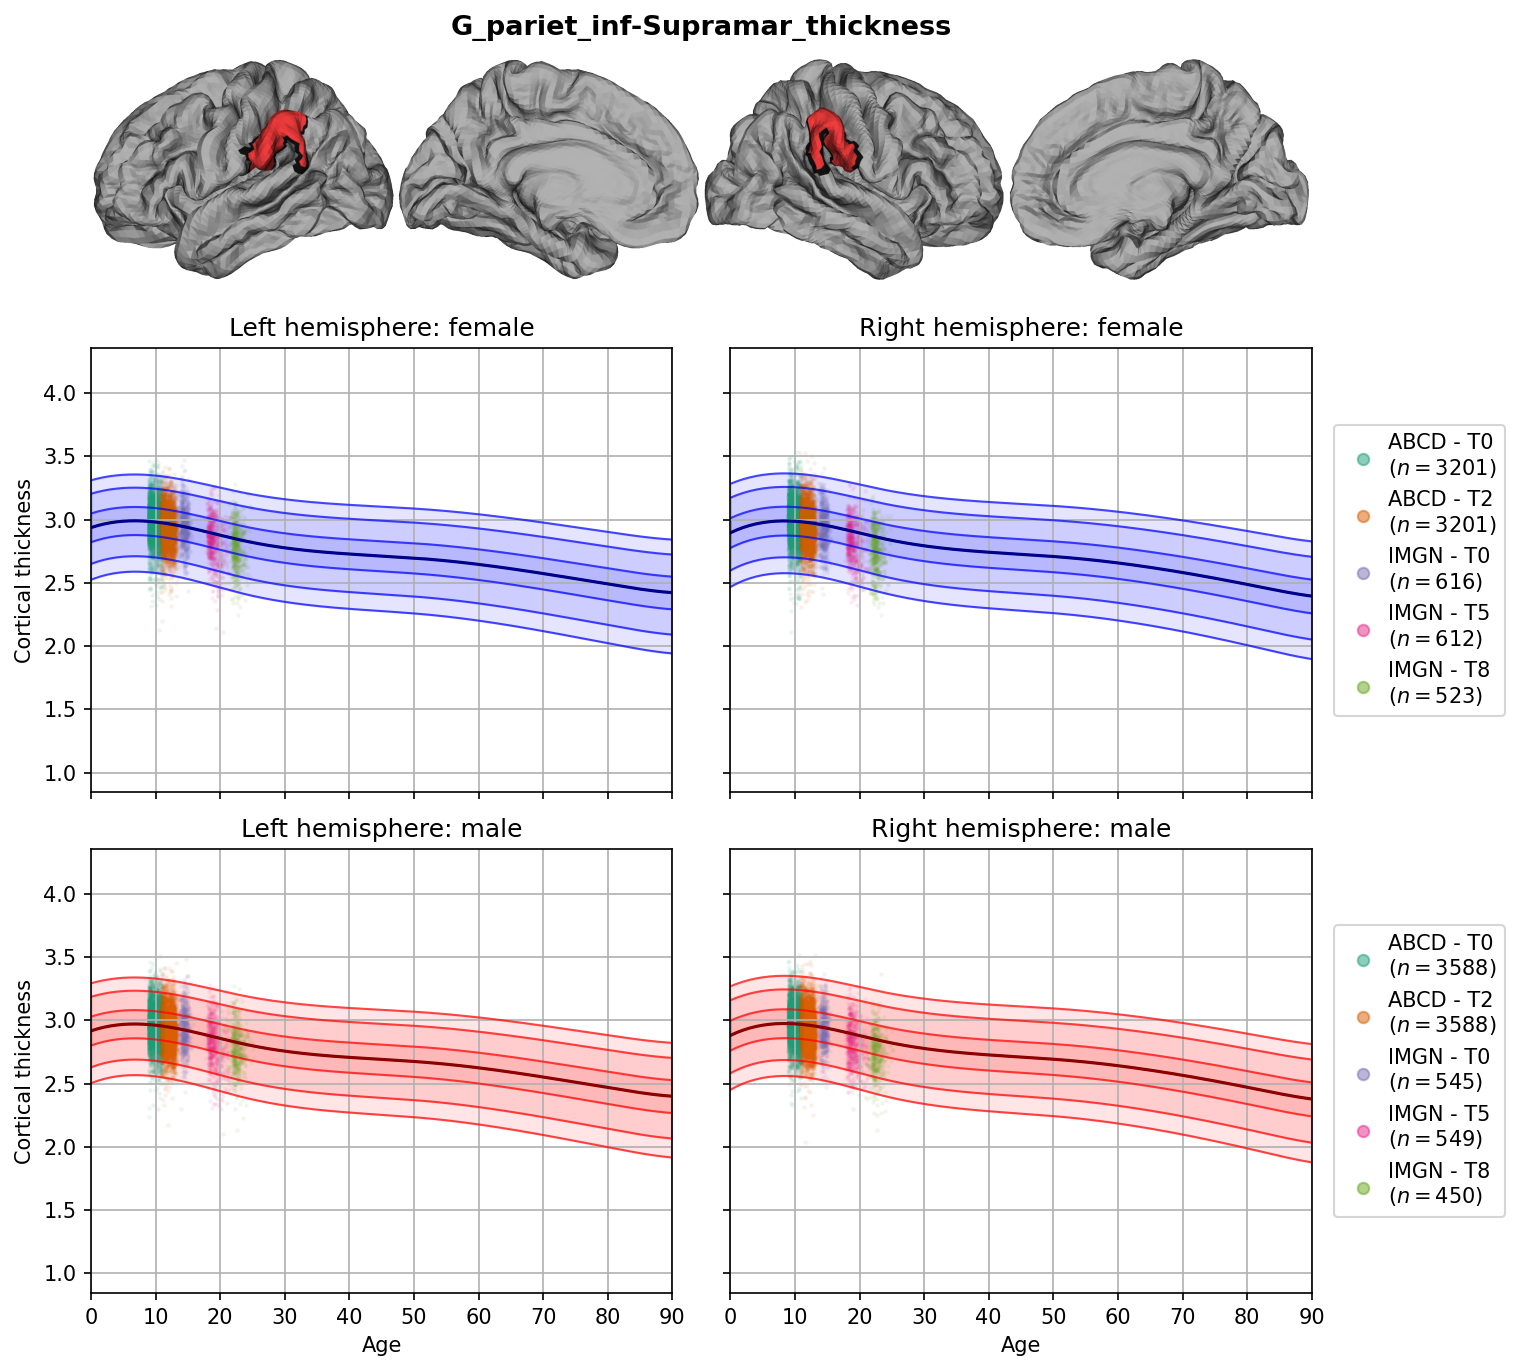 G_pariet_inf-Supramar_thickness
Left hemisphere: female
Right hemisphere: female
4.0
3.5
3.0
2.5
2.0
1.5
1.0
Cortical thickness
ABCD - T0
(n = 3201)
ABCD - T2
(n = 3201)
IMGN - T0
(n = 616)
IMGN - T5
(n = 612)
IMGN - T8
(n = 523)
Left hemisphere: male
Right hemisphere: male
4.0
3.5
3.0
2.5
2.0
1.5
1.0
Cortical thickness
0 10 20 30 40 50 60 70 80 90
Age
0 10 20 30 40 50 60 70 80 90
Age
ABCD - T0
(n = 3588)
ABCD - T2
(n = 3588)
IMGN - T0
(n = 545)
IMGN - T5
(n = 549)
IMGN - T8
(n = 450)